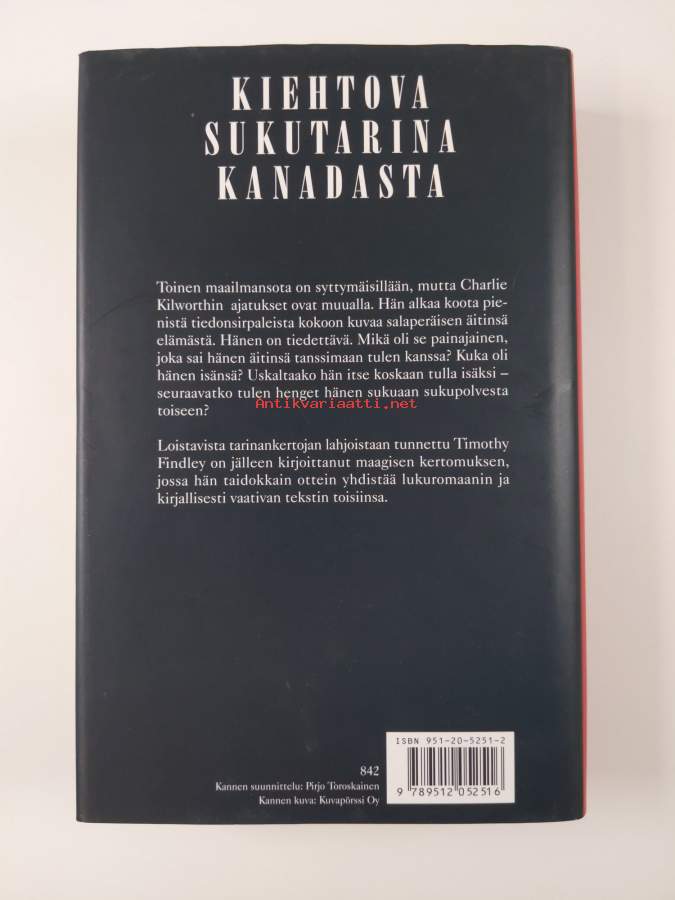 KIEHTOVA
SUKUTARINA
KANADASTA
Toinen maailmansota on syttymäisillään, mutta Charlie
Kilworthin ajatukset ovat muualla. Hän alkaa koota pie-
nistä tiedonsirpaleista kokoon kuvaa salaperäisen äitinsä
elämästä. Hänen on tiedettävä. Mikä oli se painajainen,
joka sai hänen äitinsä tanssimaan tulen kanssa? Kuka oli
hänen isänsä? Uskaltaako hän itse koskaan tulla isäksi –
seuraavatko tulen henget hänen sukuaan sukupolvesta
toiseen?
Antikvariaatti.net
Loistavista tarinankertojan lahjoistaan tunnettu Timothy
Findley on jälleen kirjoittanut maagisen kertomuksen,
jossa hän taidokkain ottein yhdistää lukuromaanin ja
kirjallisesti vaativan tekstin toisiinsa.
ISBN 951-20-5251-2
842
Kannen suunnittelu: Pirjo Toroskainen
Kannen kuva: Kuvapörssi Oy
9 789512 052516